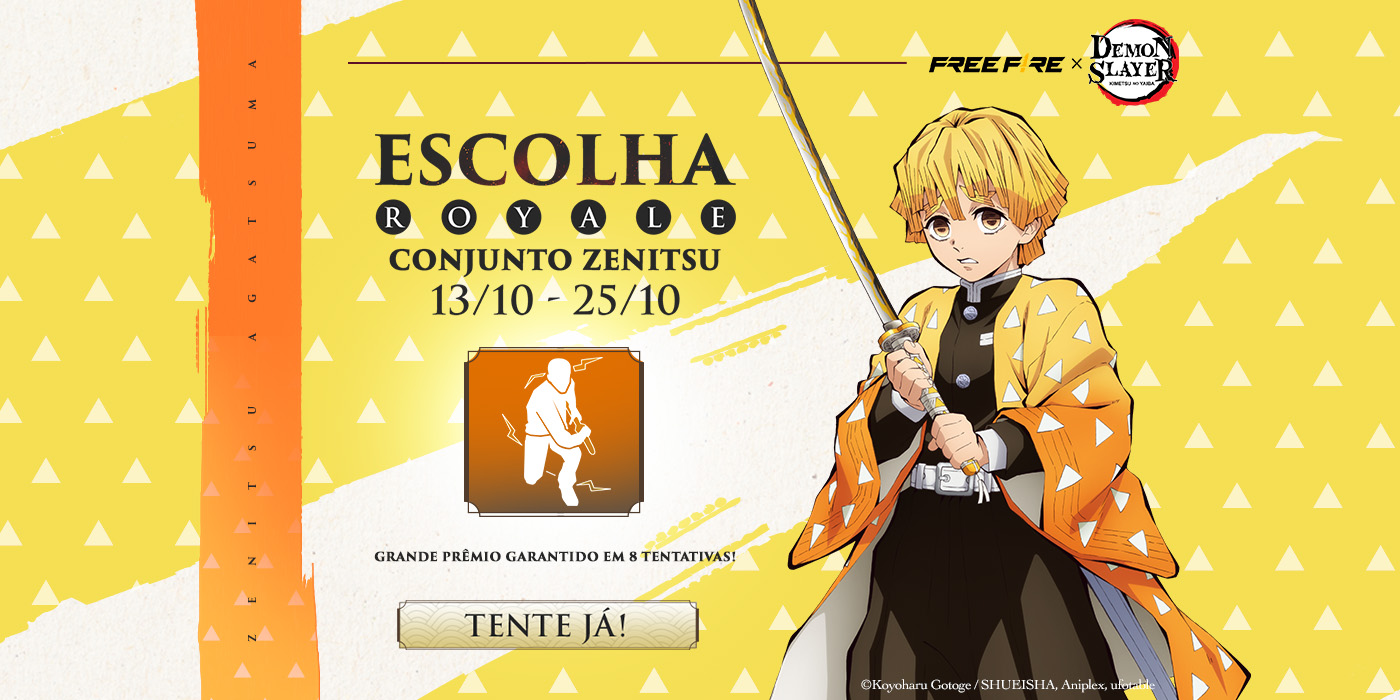 FREE FIRE × DEMON SLAYER
KIMETSU NO YAIBA
ESCOLHA
ROYALE
CONJUNTO ZENITSU
13/10 - 25/10
GRANDE PRÊMIO GARANTIDO EM 8 TENTATIVAS!
TENTE JÁ!
ZENITSU AGATSUMA
©Koyoharu Gotoge / SHUEISHA, Aniplex, ufotable